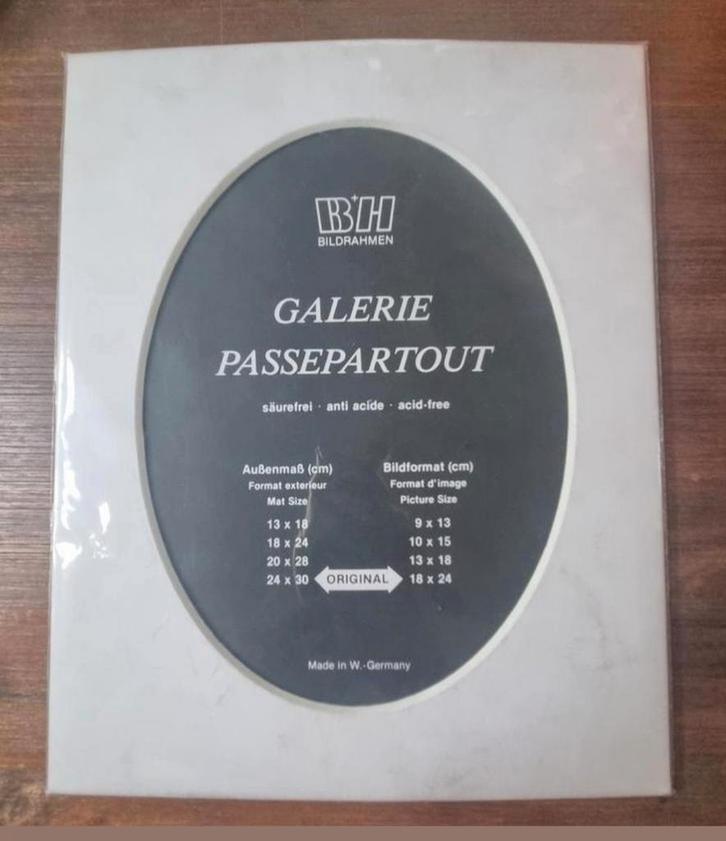 B+H
BILDRAHMEN
GALERIE
PASSEPARTOUT
säurefrei · anti acide · acid-free
Außenmaß (cm) Bildformat (cm)
Format exterieur Format d'image
Mat Size Picture Size
13 x 18 9 x 13
18 x 24 10 x 15
20 x 28 13 x 18
24 x 30 ORIGINAL 18 x 24
Made in W.-Germany